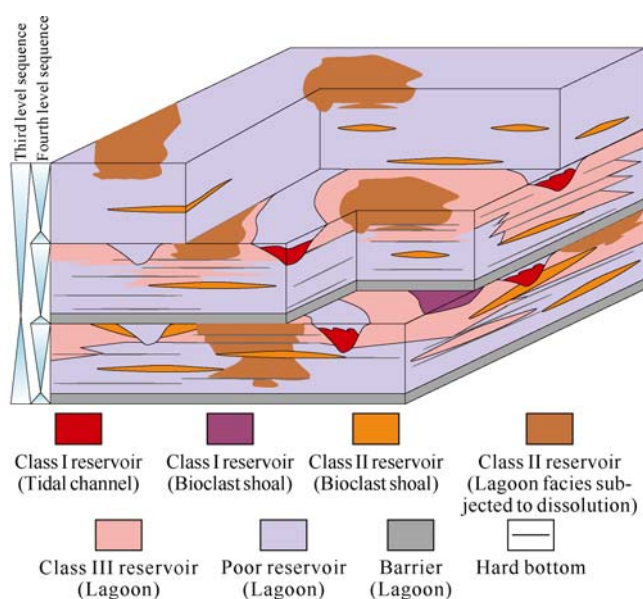 Third level sequence
Fourth level sequence
Class I reservoir
(Tidal channel)
Class I reservoir
(Bioclast shoal)
Class II reservoir
(Bioclast shoal)
Class II reservoir
(Lagoon facies sub-
jected to dissolution)
Class III reservoir
(Lagoon)
Poor reservoir
(Lagoon)
Barrier
(Lagoon)
Hard bottom